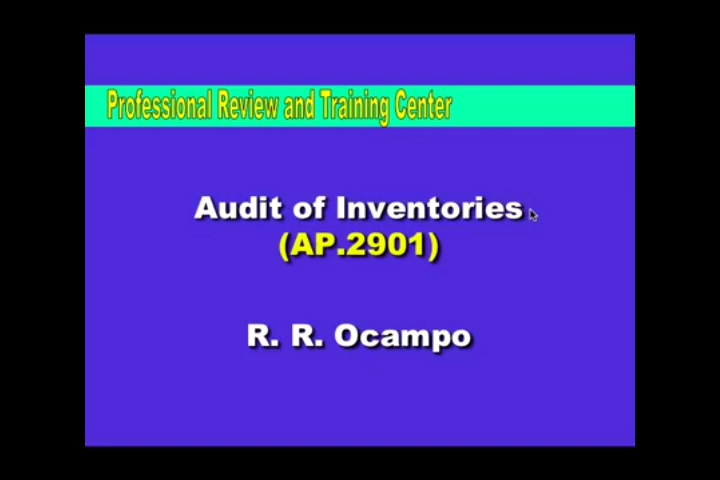 Professional Review and Training Center
Audit of Inventories
(AP.2901)
R. R. Ocampo